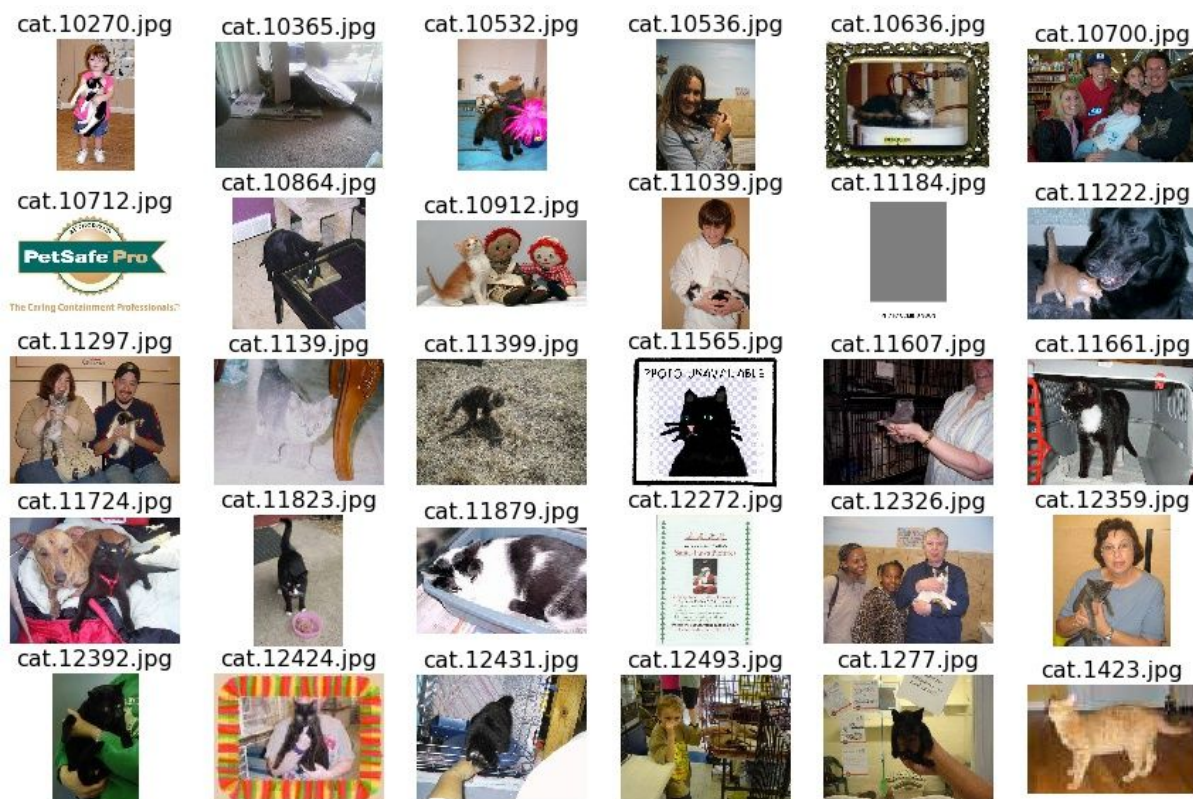 cat.10270.jpg
cat.10365.jpg
cat.10532.jpg
cat.10536.jpg
cat.10636.jpg
cat.10700.jpg
cat.10712.jpg
cat.10864.jpg
cat.10912.jpg
cat.11039.jpg
cat.11184.jpg
cat.11222.jpg
PetSafe Pro
The Caring Containment Professionals.
cat.11297.jpg
cat.1139.jpg
cat.11399.jpg
cat.11565.jpg
cat.11607.jpg
cat.11661.jpg
PHOTO UNAVAILABLE
cat.11724.jpg
cat.11823.jpg
cat.11879.jpg
cat.12272.jpg
cat.12326.jpg
cat.12359.jpg
cat.12392.jpg
cat.12424.jpg
cat.12431.jpg
cat.12493.jpg
cat.1277.jpg
cat.1423.jpg